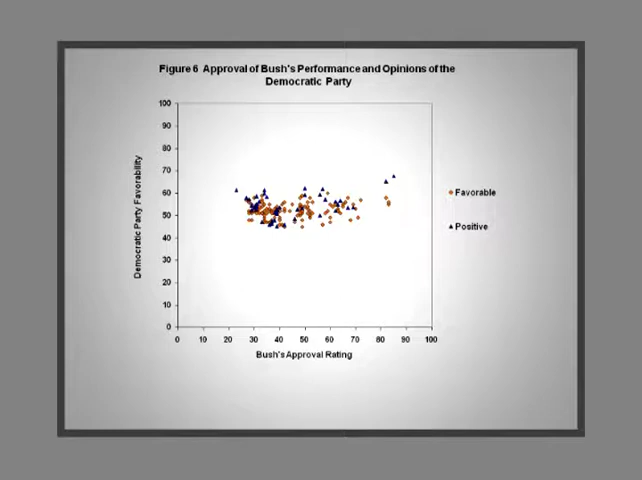 Figure 6 Approval of Bush's Performance and Opinions of the
Democratic Party
100
90
80
70
60
50
40
30
20
10
0
Democratic Party Favorability
0 10 20 30 40 50 60 70 80 90 100
Bush's Approval Rating
Favorable
Positive